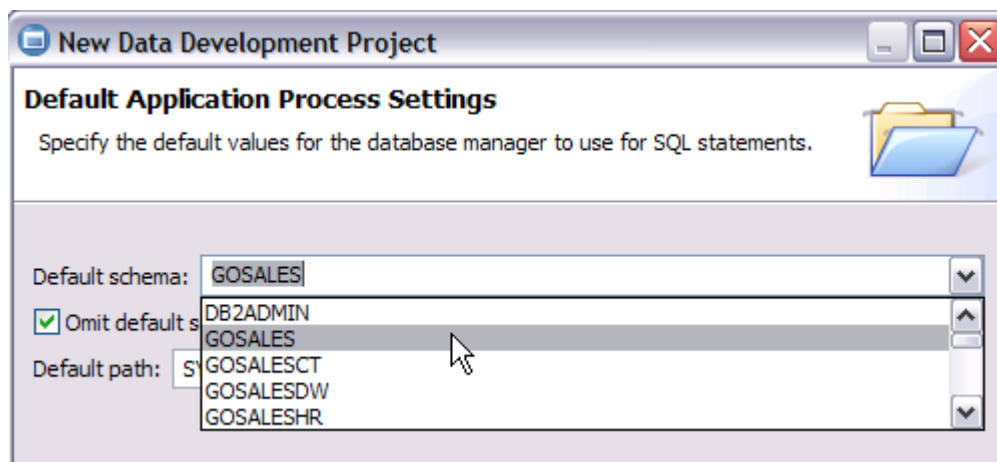 New Data Development Project
Default Application Process Settings
Specify the default values for the database manager to use for SQL statements.
Default schema: GOSALES
DB2ADMIN
Omit default s
GOSALES
GOSALESCT
Default path:
GOSALESDW
GOSALESHR